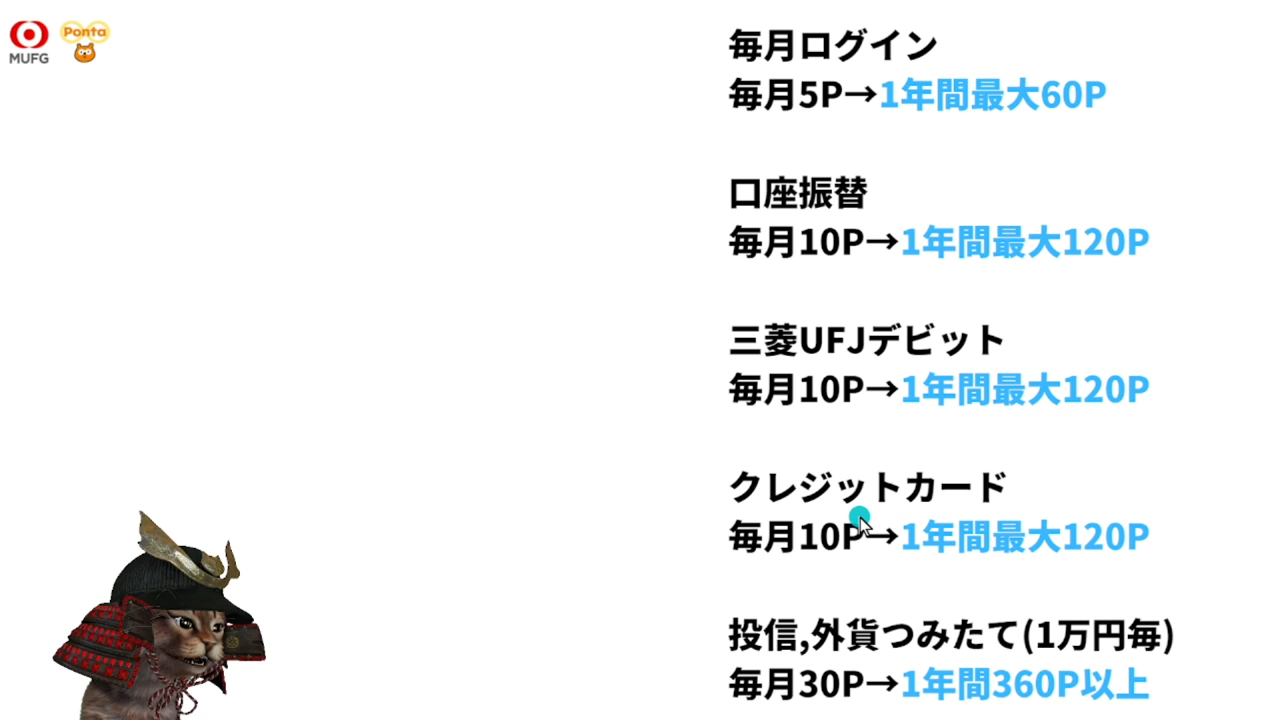 MUFG
Ponta
毎月ログイン
毎月5P→1年間最大60P
口座振替
毎月10P→1年間最大120P
三菱UFJデビット
毎月10P→1年間最大120P
クレジットカード
毎月10P→1年間最大120P
投信,外貨つみたて(1万円毎)
毎月30P→1年間360P以上